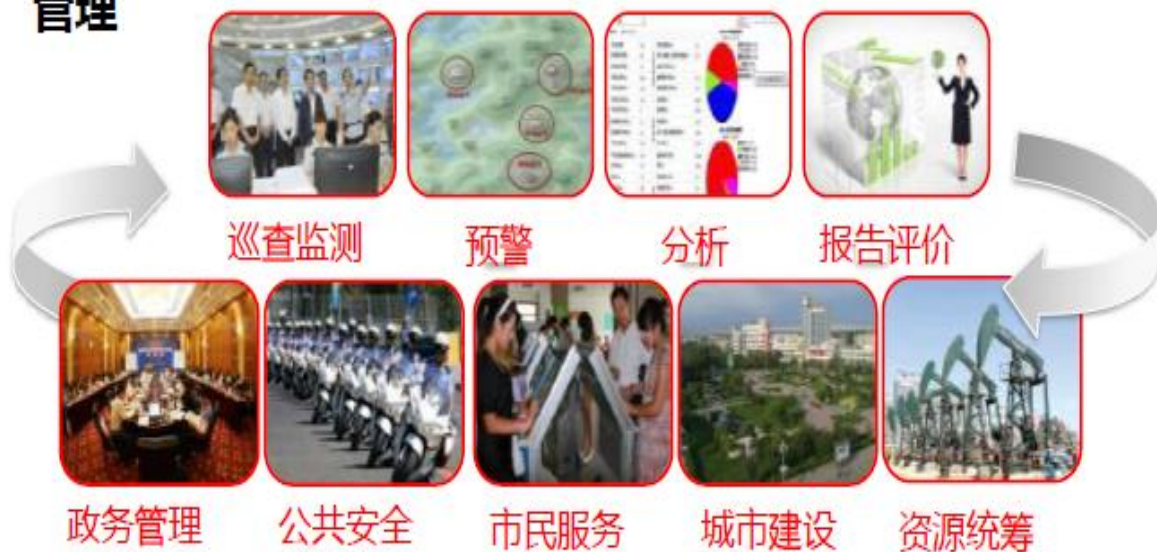 管理
巡查监测 预警 分析 报告评价
政务管理 公共安全 市民服务 城市建设 资源统筹